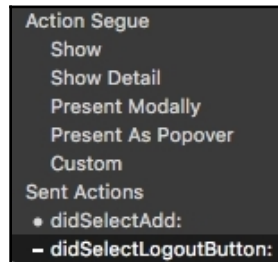 Action Segue
Show
Show Detail
Present Modally
Present As Popover
Custom
Sent Actions
• didSelectAdd:
– didSelectLogoutButton: